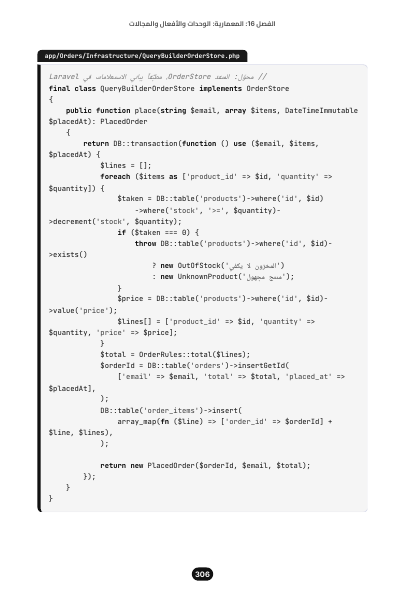 الفصل 16: المعمارية: الوحدات والأفعال والمجالات
app/Orders/Infrastructure/QueryBuilderOrderStore.php
// محوّل: العقد OrderStore، مطبَّقاً بباني الاستعلامات في Laravel
final class QueryBuilderOrderStore implements OrderStore
{
    public function place(string $email, array $items, DateTimeImmutable
$placedAt): PlacedOrder
    {
        return DB::transaction(function () use ($email, $items,
$placedAt) {
            $lines = [];
            foreach ($items as ['product_id' => $id, 'quantity' =>
$quantity]) {
                $taken = DB::table('products')->where('id', $id)
                    ->where('stock', '>=', $quantity)-
>decrement('stock', $quantity);
                if ($taken === 0) {
                    throw DB::table('products')->where('id', $id)-
>exists()
                        ? new OutOfStock('المخزون لا يكفي')
                        : new UnknownProduct('منتج مجهول');
                }
                $price = DB::table('products')->where('id', $id)-
>value('price');
                $lines[] = ['product_id' => $id, 'quantity' =>
$quantity, 'price' => $price];
            }
            $total = OrderRules::total($lines);
            $orderId = DB::table('orders')->insertGetId(
                ['email' => $email, 'total' => $total, 'placed_at' =>
$placedAt],
            );
            DB::table('order_items')->insert(
                array_map(fn ($line) => ['order_id' => $orderId] +
$line, $lines),
            );
            return new PlacedOrder($orderId, $email, $total);
        });
    }
}
306